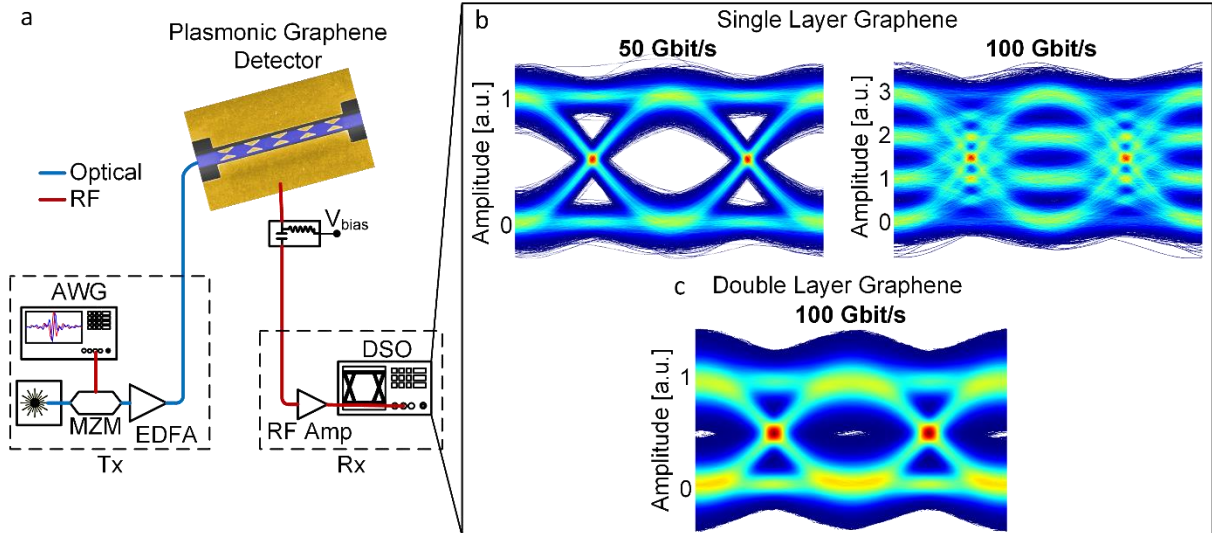 a
Plasmonic Graphene
Detector
Optical
RF
V_bias
AWG
MZM
EDFA
Tx
DSO
RF Amp
Rx
b
Single Layer Graphene
50 Gbit/s
100 Gbit/s
Amplitude [a.u.]
1
0
Amplitude [a.u.]
3
2
1
0
c
Double Layer Graphene
100 Gbit/s
Amplitude [a.u.]
1
0